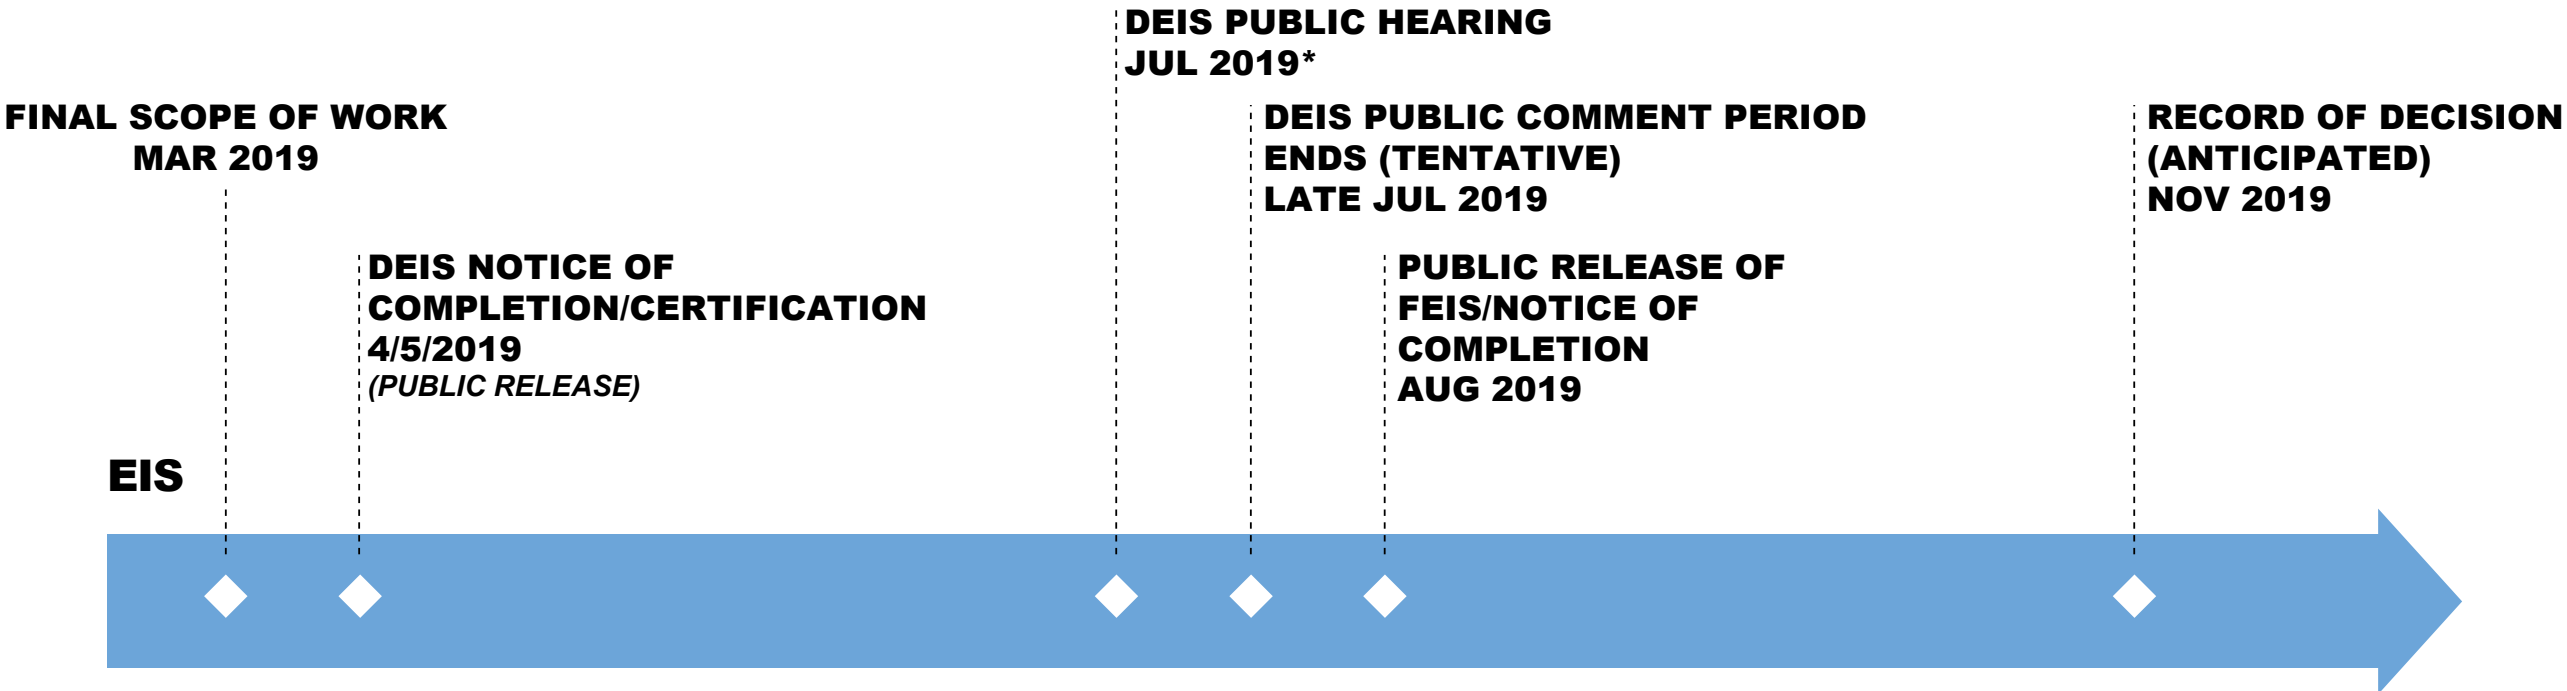 FINAL SCOPE OF WORK
MAR 2019
DEIS NOTICE OF
COMPLETION/CERTIFICATION
4/5/2019
(PUBLIC RELEASE)
DEIS PUBLIC HEARING
JUL 2019*
DEIS PUBLIC COMMENT PERIOD
ENDS (TENTATIVE)
LATE JUL 2019
PUBLIC RELEASE OF
FEIS/NOTICE OF
COMPLETION
AUG 2019
RECORD OF DECISION
(ANTICIPATED)
NOV 2019
EIS